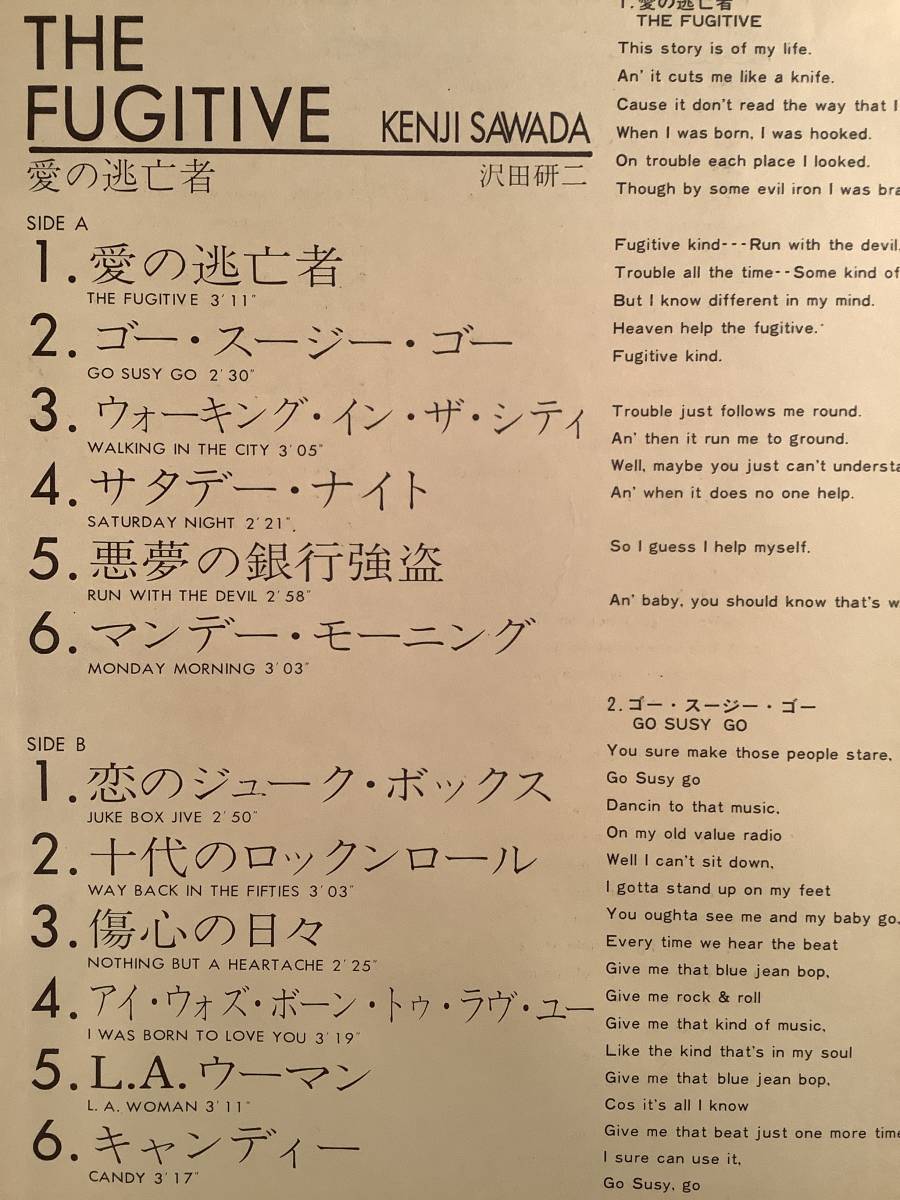 THE
FUGITIVE KENJI SAWADA
愛の逃亡者 沢田研二
SIDE A
1.愛の逃亡者
THE FUGITIVE 3'11"
2.ゴー・スージー・ゴー
GO SUSY GO 2'30"
3.ウォーキング・イン・ザ・シティ
WALKING IN THE CITY 3'05"
4.サタデー・ナイト
SATURDAY NIGHT 2'21"
5.悪夢の銀行強盗
RUN WITH THE DEVIL 2'58"
6.マンデー・モーニング
MONDAY MORNING 3'03"
SIDE B
1.恋のジューク・ボックス
JUKE BOX JIVE 2'50"
2.十代のロックンロール
WAY BACK IN THE FIFTIES 3'03"
3.傷心の日々
NOTHING BUT A HEARTACHE 2'25"
4.アイ・ウォズ・ボーン・トゥ・ラヴ・ユー
I WAS BORN TO LOVE YOU 3'19"
5.L.A.ウーマン
L. A. WOMAN 3'11"
6.キャンディー
CANDY 3'17"
1.愛の逃亡者
THE FUGITIVE
This story is of my life.
An' it cuts me like a knife.
Cause it don't read the way that I
When I was born, I was hooked.
On trouble each place I looked.
Though by some evil iron I was
Fugitive kind---Run with the devil.
Trouble all the time--Some kind of
But I know different in my mind.
Heaven help the fugitive.
Fugitive kind.
Trouble just follows me round.
An' then it run me to ground.
Well, maybe you just can't
An' when it does no one help.
So I guess I help myself.
An' baby, you should know that's
2.ゴー・スージー・ゴー
GO SUSY GO
You sure make those people stare,
Go Susy go
Dancin to that music,
On my old value radio
Well I can't sit down,
I gotta stand up on my feet
You oughta see me and my baby go.
Every time we hear the beat
Give me that blue jean bop,
Give me rock & roll
Give me that kind of music,
Like the kind that's in my soul
Give me that blue jean bop,
Cos it's all I know
Give me that beat just one more time
I sure can use it,
Go Susy, go